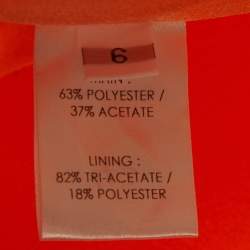 6
63% POLYESTER /
37% ACETATE
LINING :
82% TRI-ACETATE /
18% POLYESTER